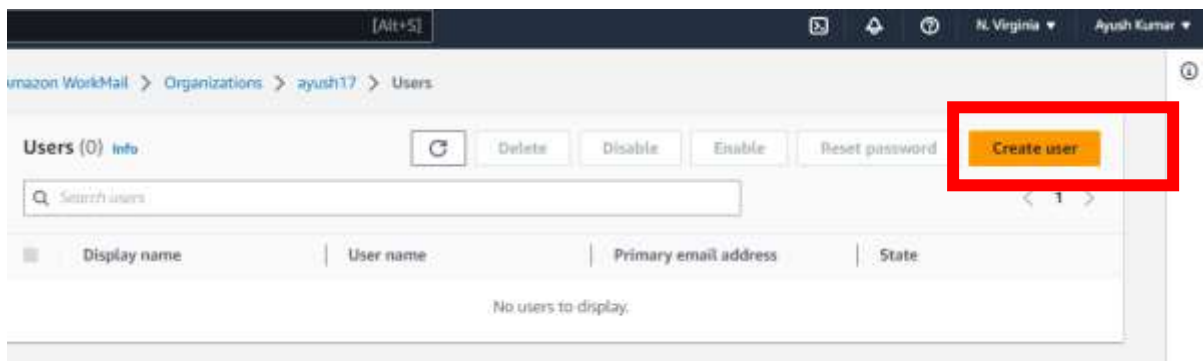 [Alt+S] N. Virginia Ayush Kumar
mazon WorkMail > Organizations > ayush17 > Users
Users (0) Info Delete Disable Enable Reset password Create user
Search users
< 1 >
Display name User name Primary email address State
No users to display.